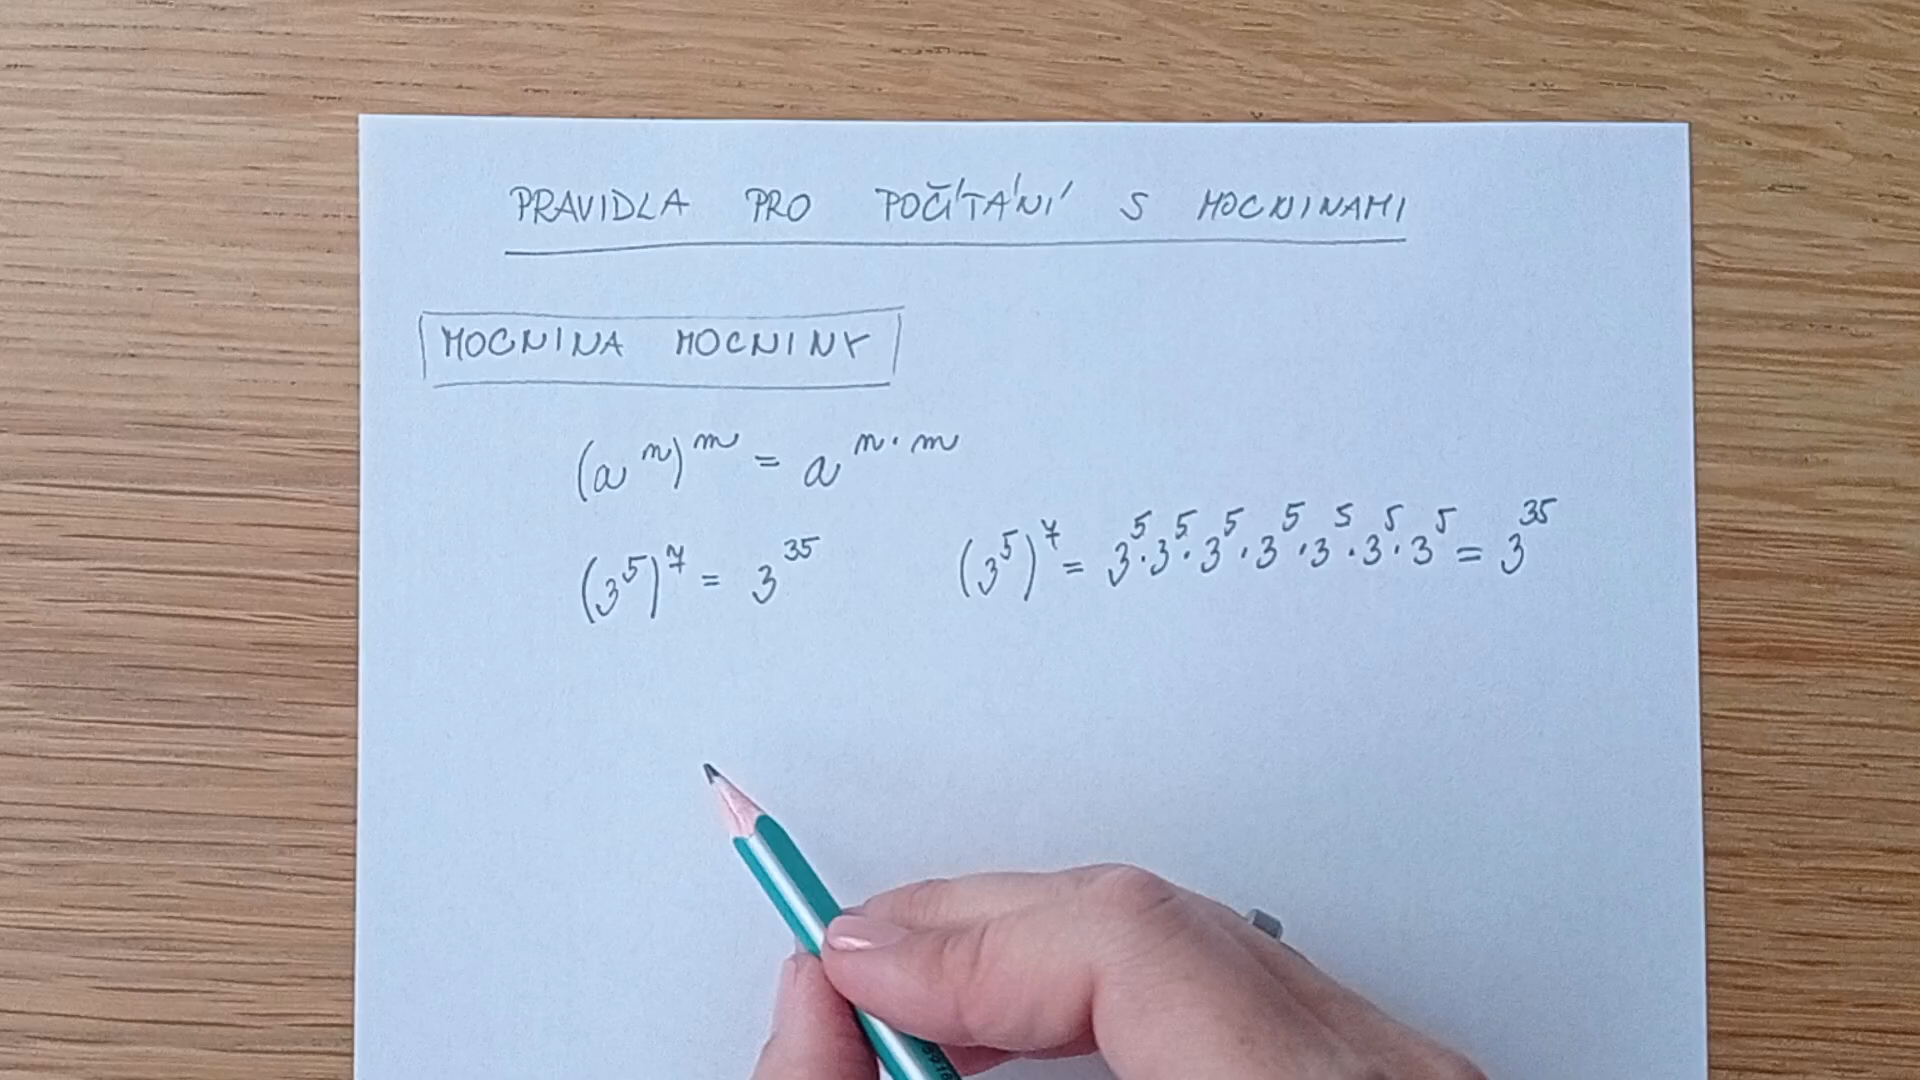 PRAVIDLA PRO POČÍTÁNÍ S MOCNINAMI
MOCNINA MOCNINY
(a^n)^m = a^{n·m}
(3^5)^7 = 3^{35}
(3^5)^7 = 3^5·3^5·3^5·3^5·3^5·3^5·3^5 = 3^{35}